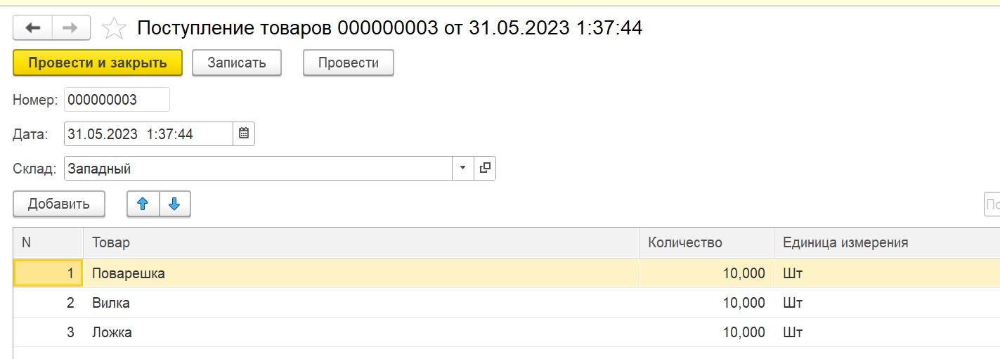 Поступление товаров 000000003 от 31.05.2023 1:37:44
Провести и закрыть Записать Провести
Номер: 000000003
Дата: 31.05.2023 1:37:44
Склад: Западный
Добавить По
N Товар Количество Единица измерения
1 Поварешка 10,000 Шт
2 Вилка 10,000 Шт
3 Ложка 10,000 Шт